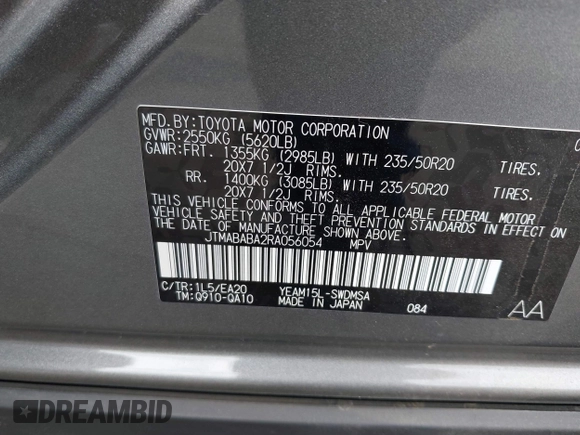 MFD.BY:TOYOTA MOTOR CORPORATION
GVWR:2550KG (5620LB)
GAWR:FRT. 1355KG (2985LB) WITH 235/50R20 TIRES.
20X7 1/2J RIMS.
RR. 1400KG (3085LB) WITH 235/50R20 TIRES.
20X7 1/2J RIMS.
THIS VEHICLE CONFORMS TO ALL APPLICABLE FEDERAL MOTOR
VEHICLE SAFETY AND THEFT PREVENTION STANDARDS IN EFFECT ON
THE DATE OF MANUFACTURE SHOWN ABOVE.
JTMABABA2RA056054 MPV
C/TR:1L5/EA20 YEAM15L-SWDMSA
TM:Q910-QA10 MADE IN JAPAN 084 AA
DREAMBID